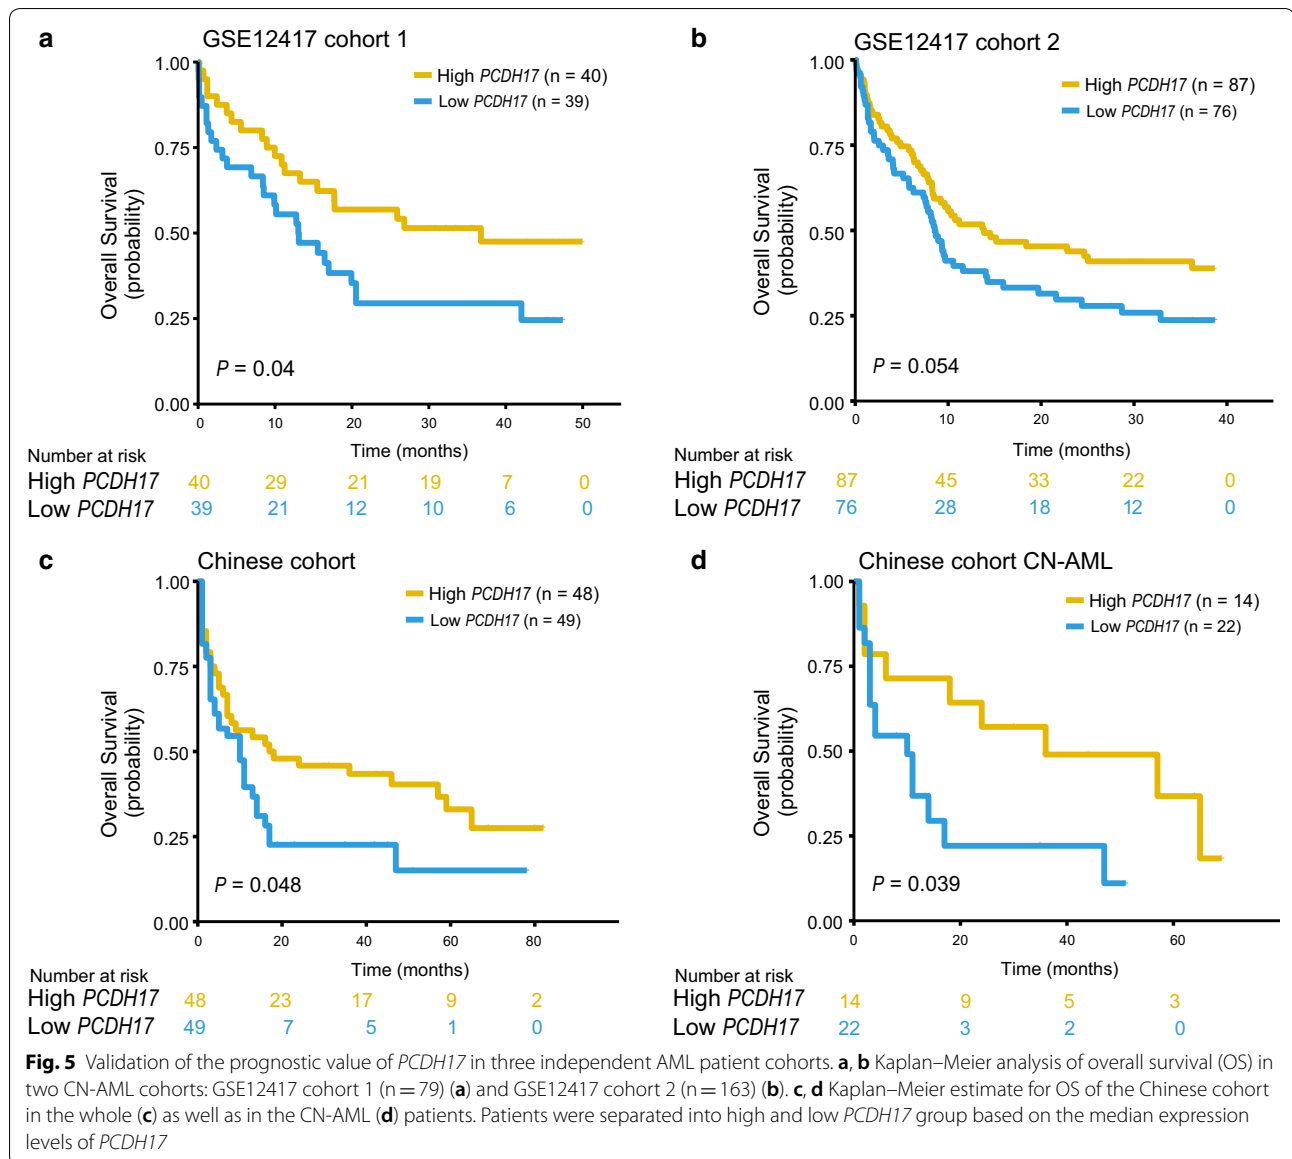 a
GSE12417 cohort 1
High PCDH17 (n = 40)
Low PCDH17 (n = 39)
Overall Survival
(probability)
1.00
0.75
0.50
0.25
0.00
P = 0.04
0 10 20 30 40 50
Time (months)
Number at risk
High PCDH17 40 29 21 19 7 0
Low PCDH17 39 21 12 10 6 0
b
GSE12417 cohort 2
High PCDH17 (n = 87)
Low PCDH17 (n = 76)
Overall Survival
(probability)
1.00
0.75
0.50
0.25
0.00
P = 0.054
0 10 20 30 40
Time (months)
Number at risk
High PCDH17 87 45 33 22 0
Low PCDH17 76 28 18 12 0
c
Chinese cohort
High PCDH17 (n = 48)
Low PCDH17 (n = 49)
Overall Survival
(probability)
1.00
0.75
0.50
0.25
0.00
P = 0.048
0 20 40 60 80
Time (months)
Number at risk
High PCDH17 48 23 17 9 2
Low PCDH17 49 7 5 1 0
d
Chinese cohort CN-AML
High PCDH17 (n = 14)
Low PCDH17 (n = 22)
Overall Survival
(probability)
1.00
0.75
0.50
0.25
0.00
P = 0.039
0 20 40 60
Time (months)
Number at risk
High PCDH17 14 9 5 3
Low PCDH17 22 3 2 0
Fig. 5 Validation of the prognostic value of PCDH17 in three independent AML patient cohorts. a, b Kaplan–Meier analysis of overall survival (OS) in
two CN-AML cohorts: GSE12417 cohort 1 (n = 79) (a) and GSE12417 cohort 2 (n = 163) (b). c, d Kaplan–Meier estimate for OS of the Chinese cohort
in the whole (c) as well as in the CN-AML (d) patients. Patients were separated into high and low PCDH17 group based on the median expression
levels of PCDH17